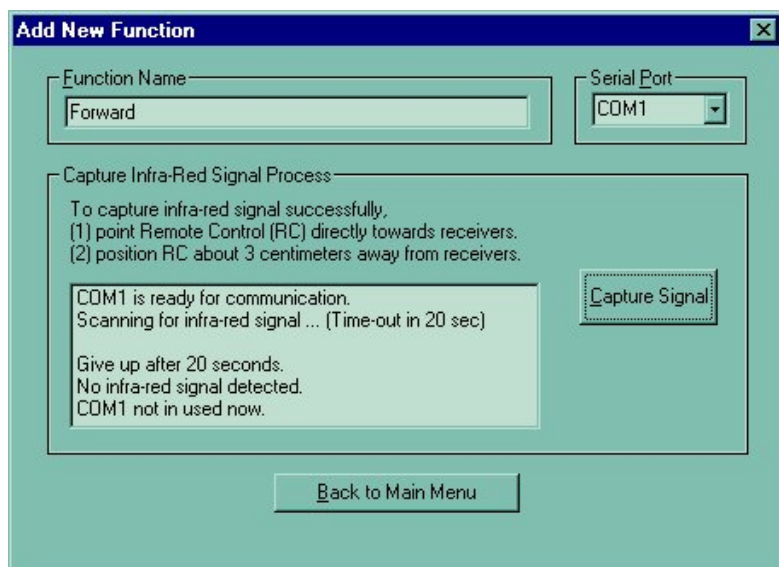 Add New Function
Function Name
Forward
Serial Port
COM1
Capture Infra-Red Signal Process
To capture infra-red signal successfully,
(1) point Remote Control (RC) directly towards receivers.
(2) position RC about 3 centimeters away from receivers.
COM1 is ready for communication.
Scanning for infra-red signal ... (Time-out in 20 sec)
Give up after 20 seconds.
No infra-red signal detected.
COM1 not in used now.
Capture Signal
Back to Main Menu